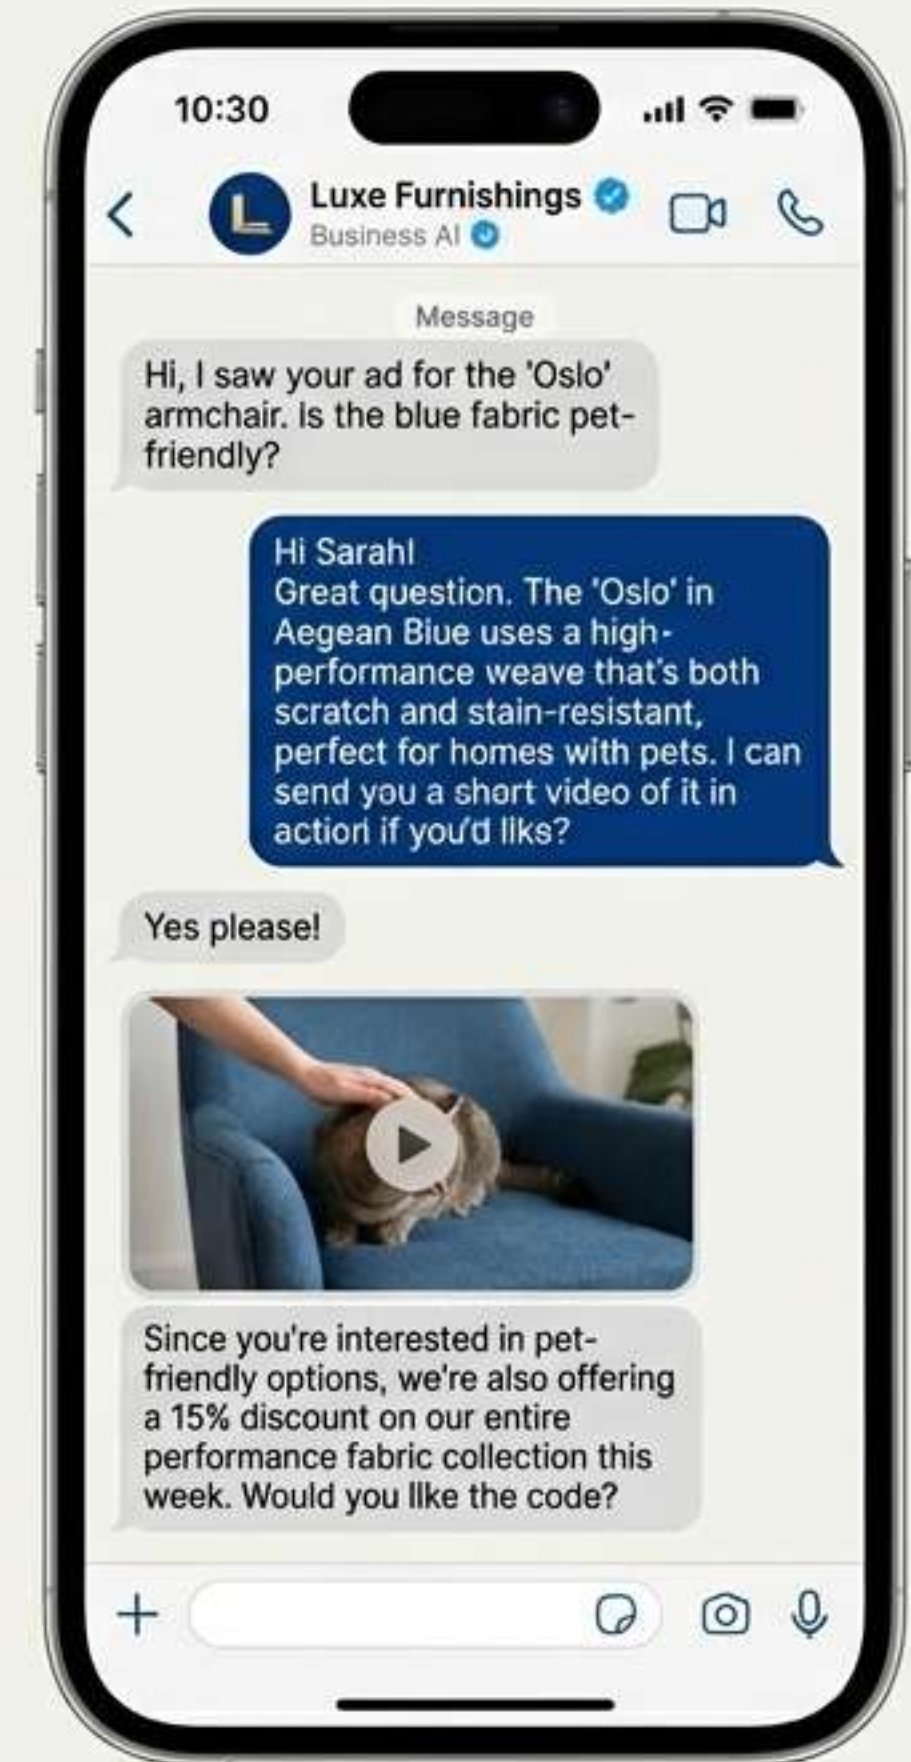 10:30
Luxe Furnishings
Business AI
Message
Hi, I saw your ad for the 'Oslo'
armchair. is the blue fabric pet-
friendly?
Hi Sarah!
Great question. The 'Oslo' in
Aegean Biue uses a high-
performance weave that's both
scratch and stain-resistant,
perfect for homes with pets. I can
send you a short video of it in
action if you'd liks?
Yes please!
Since you're interested in pet-
friendly options, we're also offering
a 15% discount on our entire
performance fabric collection this
week. Would you lIke the code?